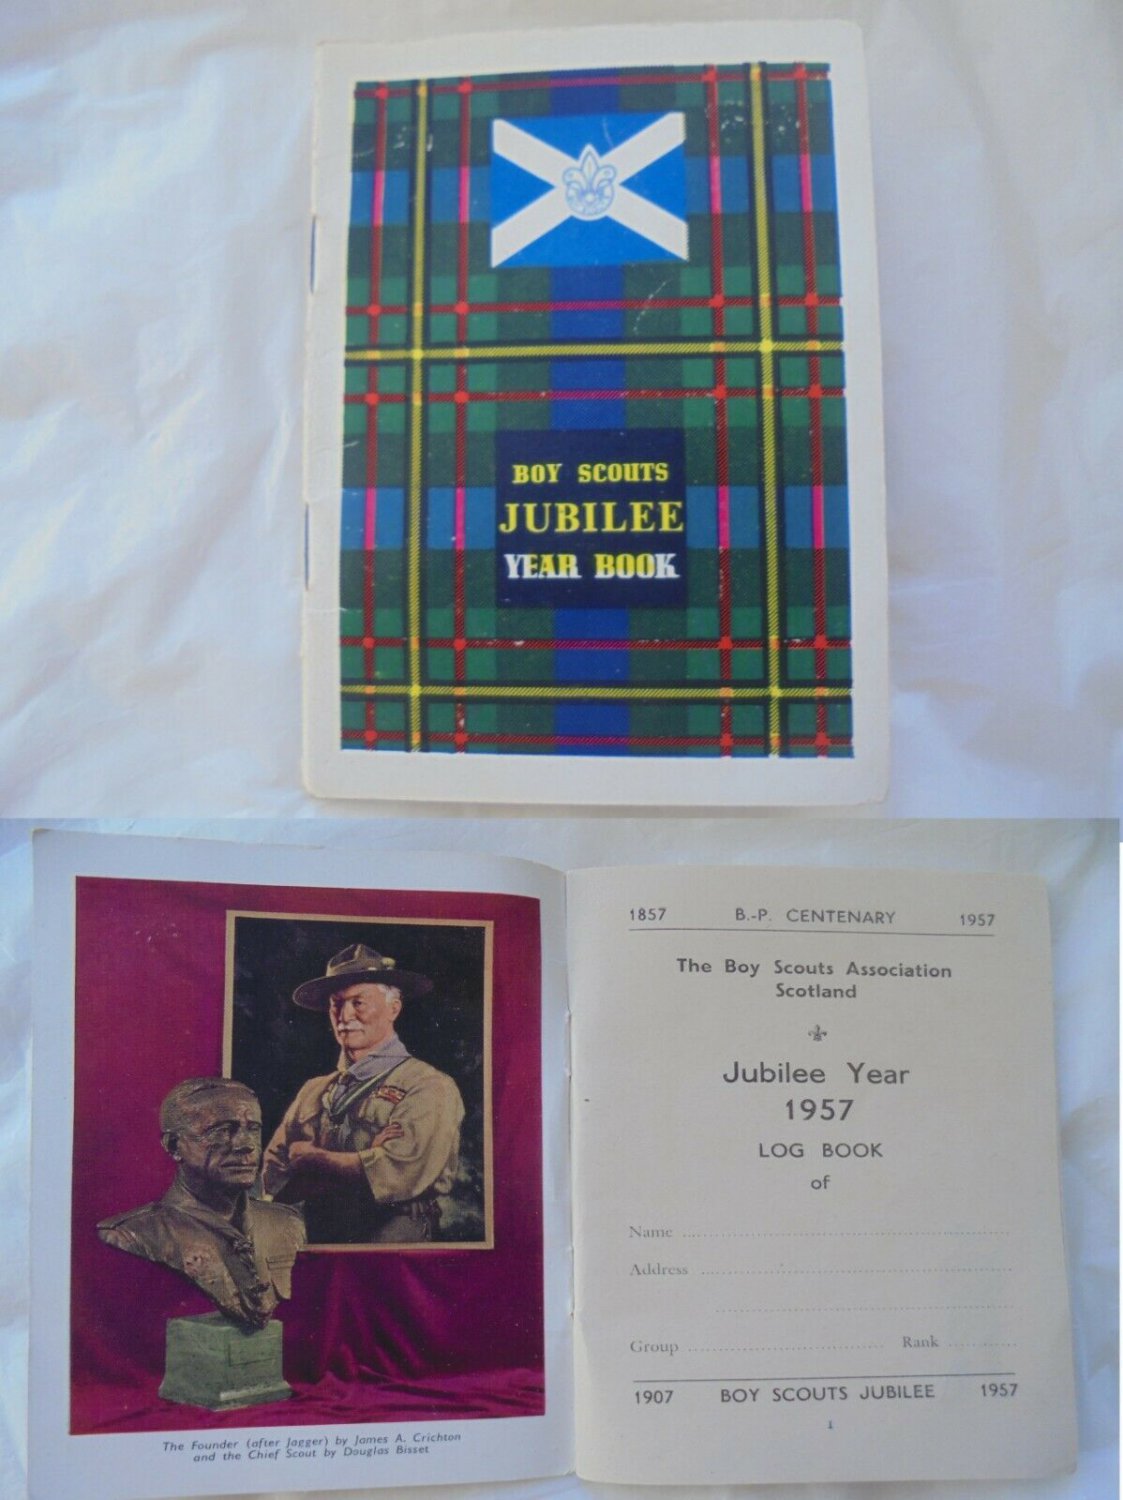 BOY SCOUTS
JUBILEE
YEAR BOOK
The Founder (after Jagger) by James A. Crichton
and the Chief Scout by Douglas Bisset
1857 B.-P. CENTENARY 1957
The Boy Scouts Association
Scotland
Jubilee Year
1957
LOG BOOK
of
Name
Address
Group Rank
1907 BOY SCOUTS JUBILEE 1957
1